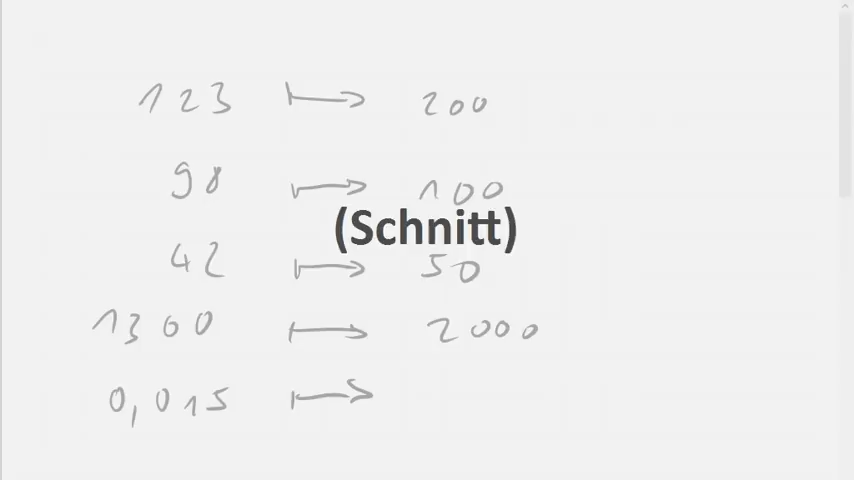 123 ↦ 200
98 ↦ 100
(Schnitt)
42 ↦ 50
1300 ↦ 2000
0,015 ↦